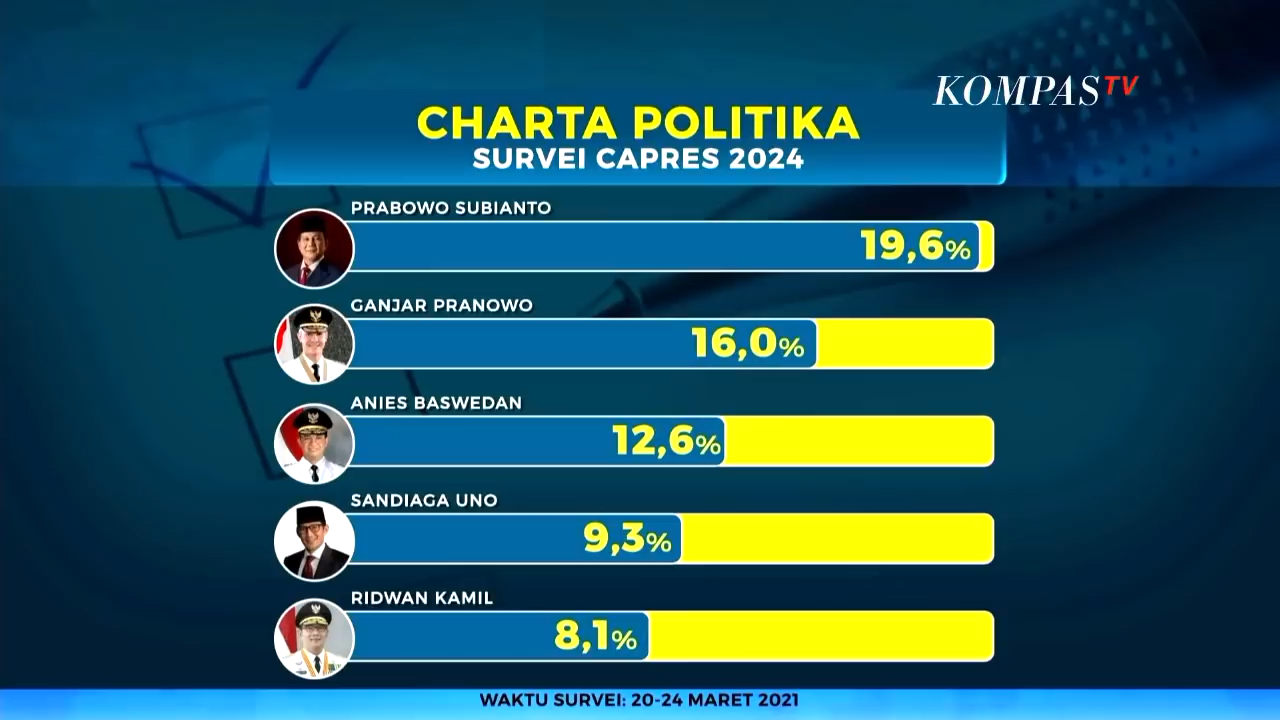 KOMPASTV
CHARTA POLITIKA
SURVEI CAPRES 2024
PRABOWO SUBIANTO
19,6%
GANJAR PRANOWO
16,0%
ANIES BASWEDAN
12,6%
SANDIAGA UNO
9,3%
RIDWAN KAMIL
8,1%
WAKTU SURVEI: 20-24 MARET 2021